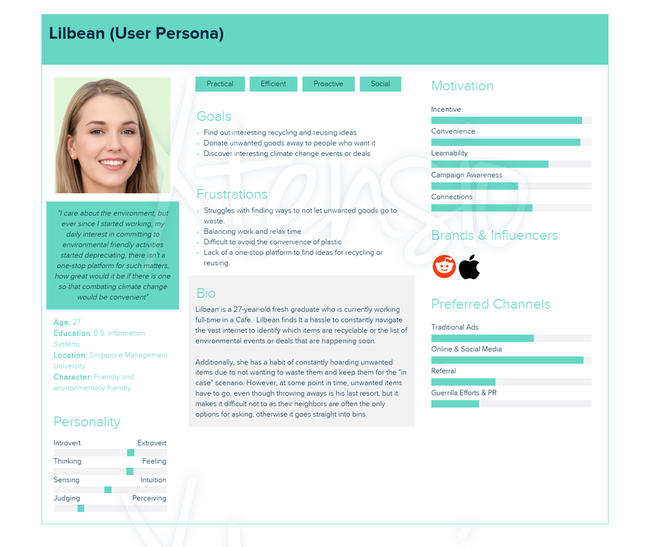 Lilbean (User Persona)
"I care about the environment, but
ever since I started working, my
daily interest in committing to
environmental friendly activities
started depreciating, there isn't a
one-stop platform for such matters,
how great would it be if there is one
so that combating climate change
would be convenient"
Age: 27
Education: B.S. Information
Systems
Location: Singapore Management
University
Character: Friendly and
environmentally friendly
Personality
Introvert Extrovert
Thinking Feeling
Sensing Intuition
Judging Perceiving
Practical Efficient Proactive Social
Goals
- Find out interesting recycling and reusing ideas
- Donate unwanted goods away to people who want it
- Discover interesting climate change events or deals
Frustrations
- Struggles with finding ways to not let unwanted goods go to
waste.
- Balancing work and relax time
- Difficult to avoid the convenience of plastic
- Lack of a one-stop platform to find ideas for recycling or
reusing.
Bio
Lilbean is a 27-year-old fresh graduate who is currently working
full-time in a Cafe. Lilbean finds It a hassle to constantly navigate
the vast internet to identify which items are recyclable or the list of
environmental events or deals that are happening soon.
Additionally, she has a habit of constantly hoarding unwanted
items due to not wanting to waste them and keep them for the "in
case" scenario. However, at some point in time, unwanted items
have to go, even though throwing aways is his last resort, but it
makes it difficult not to as their neighbors are often the only
options for asking, otherwise it goes straight into bins.
Motivation
Incentive
Convenience
Learnability
Campaign Awareness
Connections
Brands & Influencers
Preferred Channels
Traditional Ads
Online & Social Media
Referral
Guerrilla Efforts & PR
Xtensio